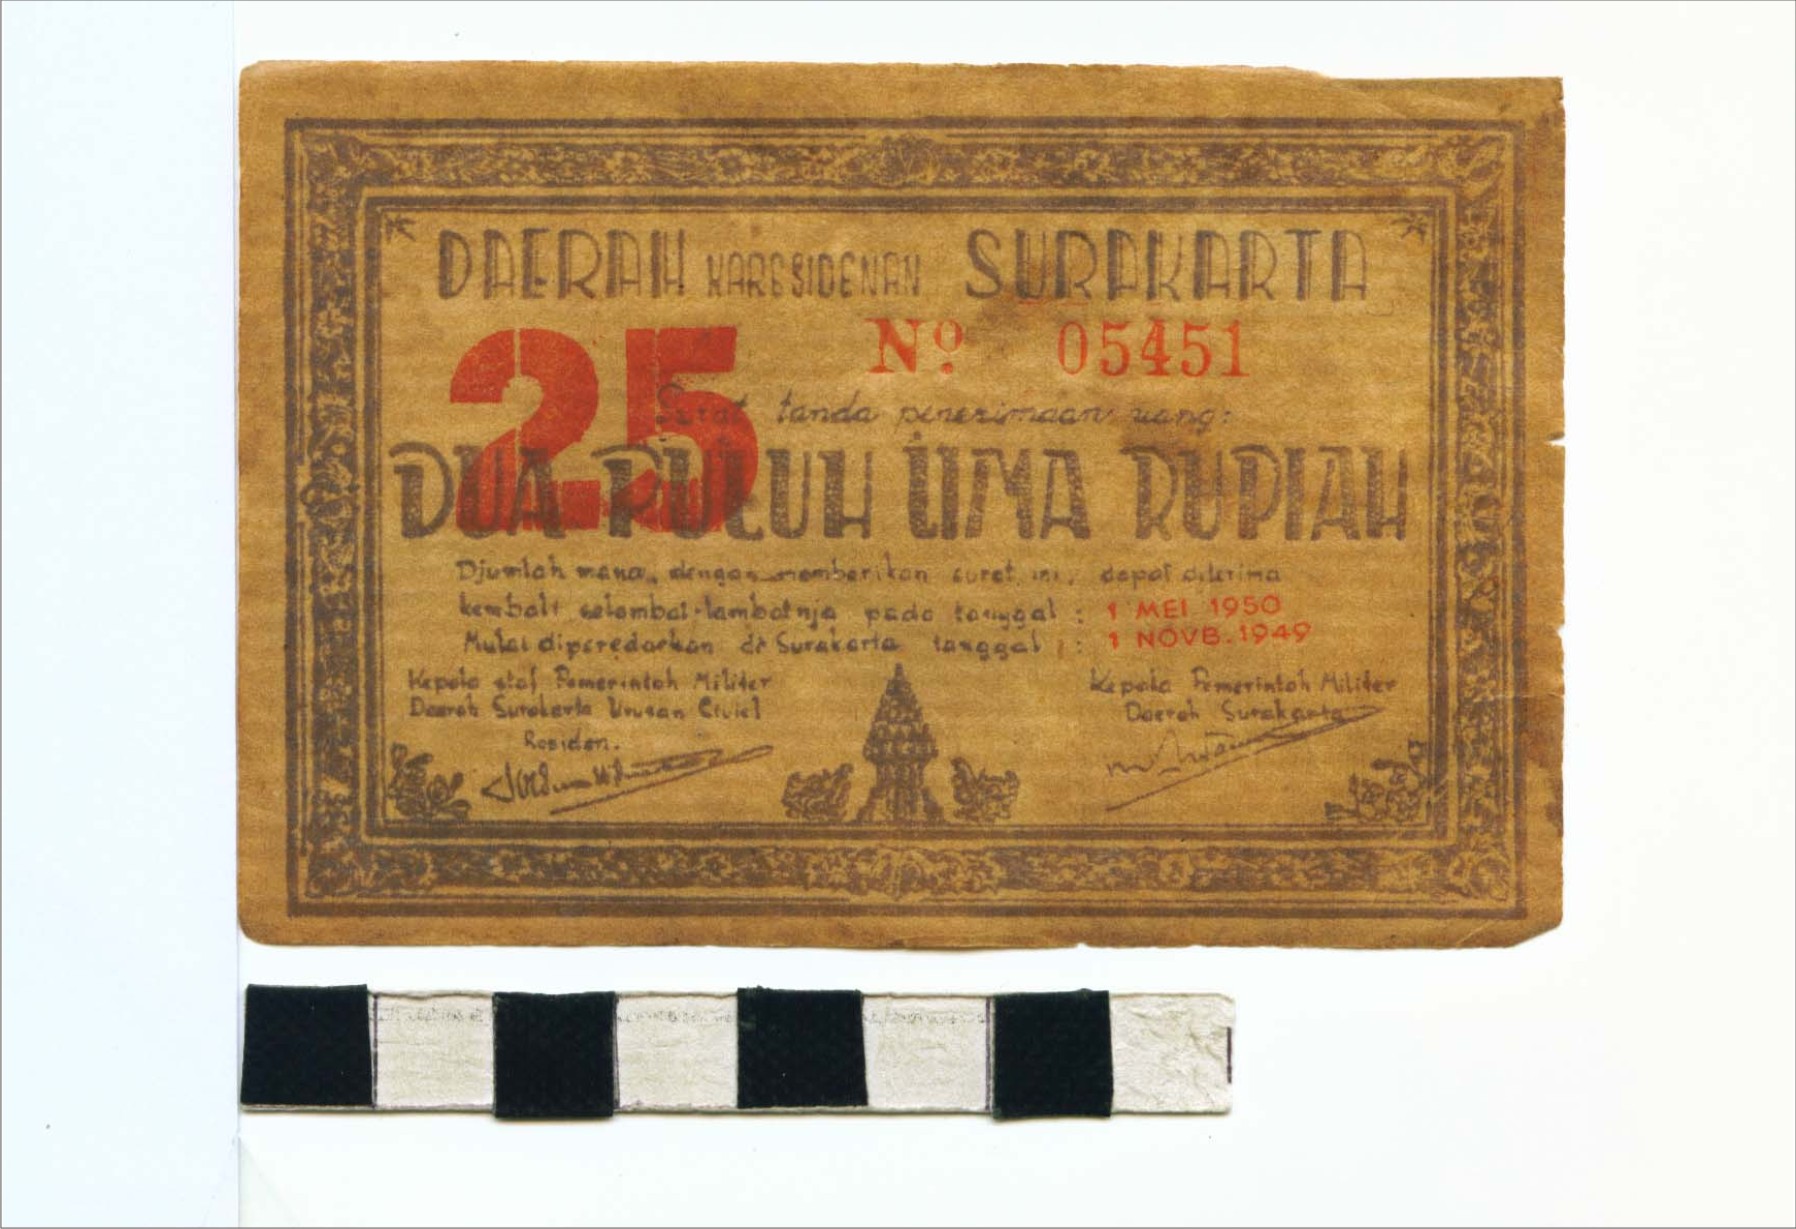 DAERAH KARESIDENAN SURAKARTA
25
Nº 05451
Surat tanda penerimaan uang:
DUA PULUH LIMA RUPIAH
Djumlah mana, dengan memberikan surat ini, dapat diterima
kembali selambat-lambatnja pada tanggal : 1 MEI 1950
Mulai diperedarkan di Surakarta tanggal : 1 NOVB. 1949
Kepala staf Pemerintah Militer
Daerah Surakarta Urusan Civiel
Residen.
Kepala Pemerintah Militer
Daerah Surakarta